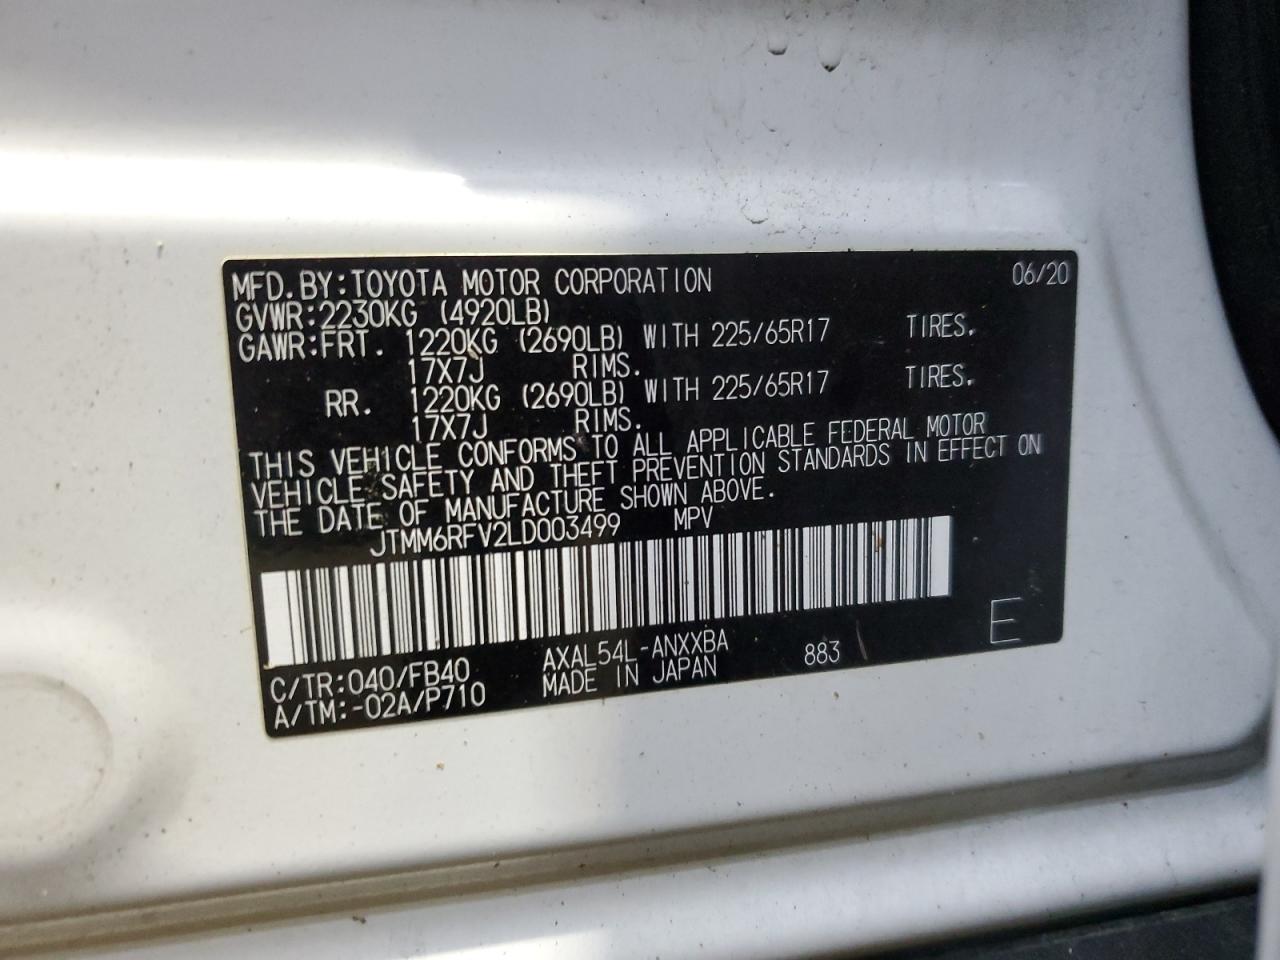 MFD.BY:TOYOTA MOTOR CORPORATION 06/20
GVWR:2230KG (4920LB)
GAWR:FRT. 1220KG (2690LB) WITH 225/65R17 TIRES.
17X7J RIMS.
RR. 1220KG (2690LB) WITH 225/65R17 TIRES.
17X7J RIMS.
THIS VEHICLE CONFORMS TO ALL APPLICABLE FEDERAL MOTOR
VEHICLE SAFETY AND THEFT PREVENTION STANDARDS IN EFFECT ON
THE DATE OF MANUFACTURE SHOWN ABOVE.
JTMM6RFV2LD003499 MPV
C/TR:040/FB40 AXAL54L-ANXXBA 883 E
A/TM:-02A/P710 MADE IN JAPAN